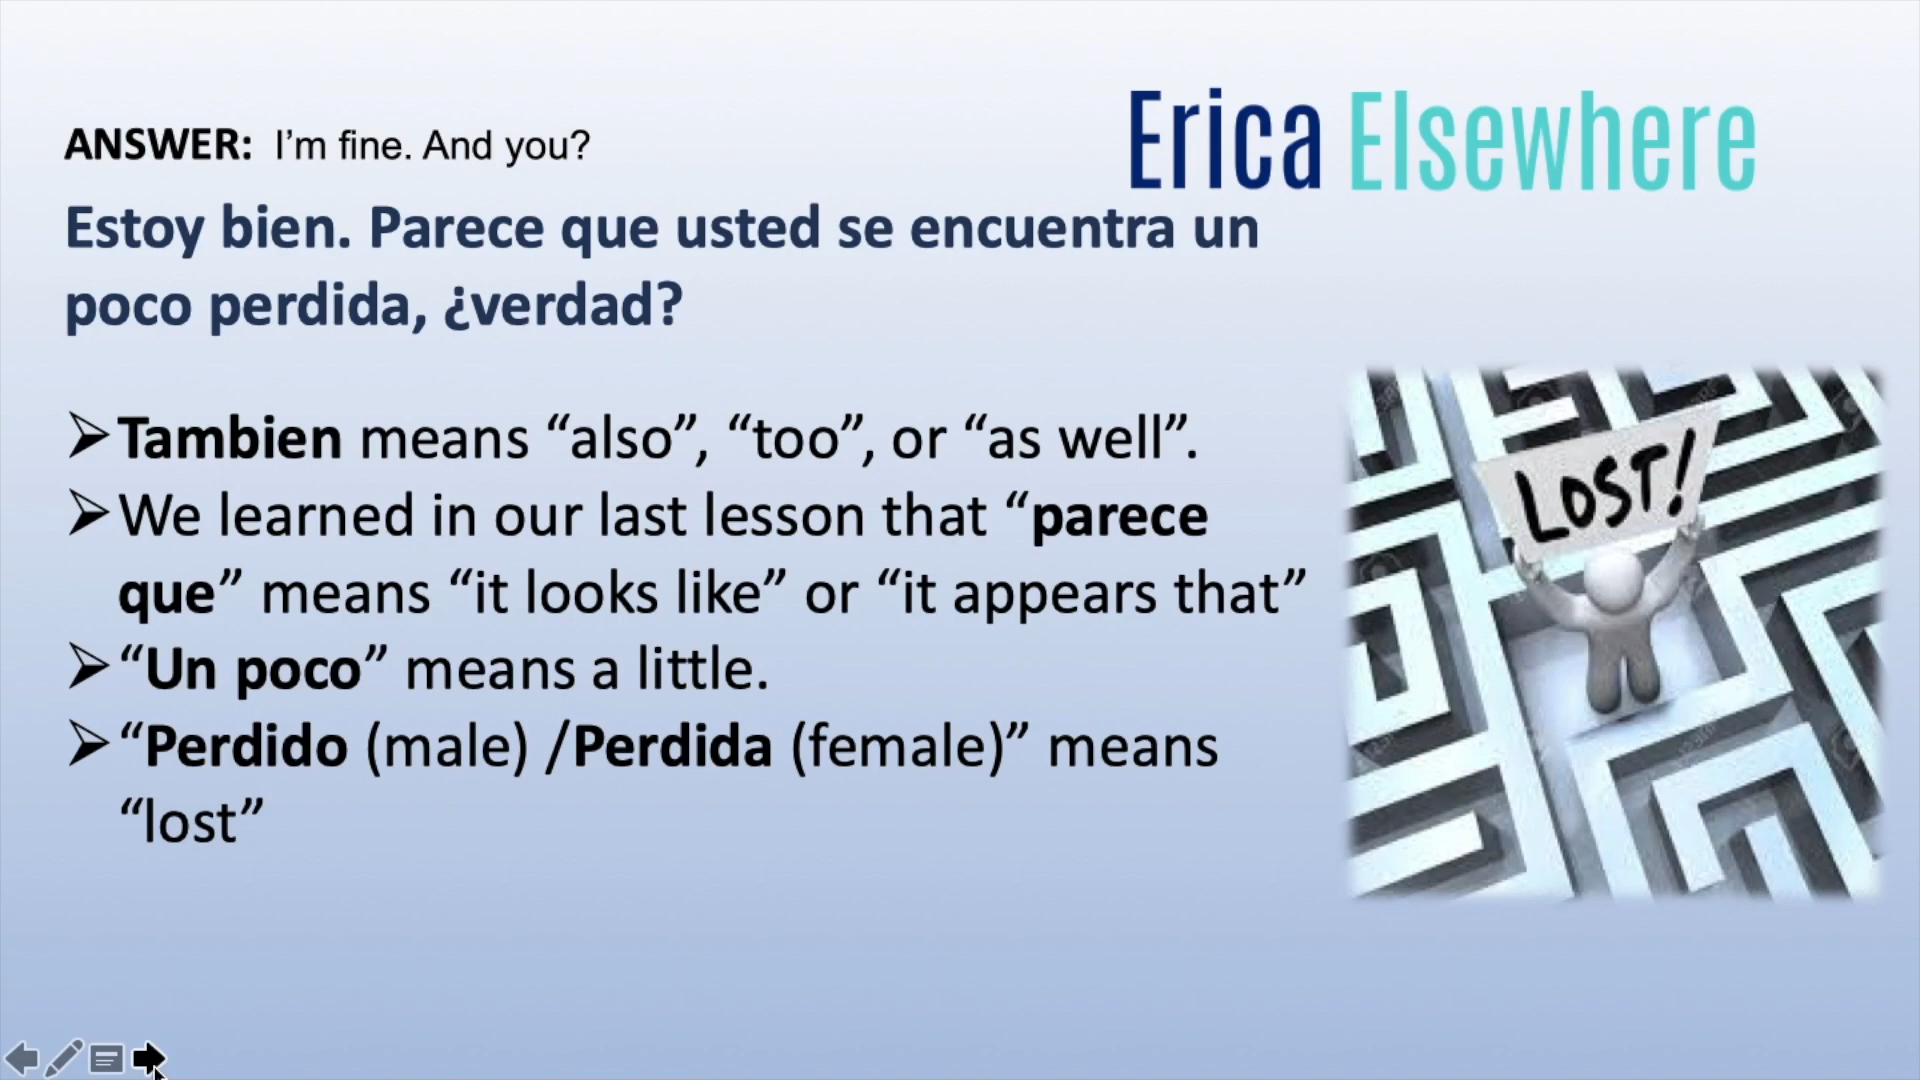 Erica Elsewhere
ANSWER: I’m fine. And you?
Estoy bien. Parece que usted se encuentra un
poco perdida, ¿verdad?
➢Tambien means “also”, “too”, or “as well”.
➢We learned in our last lesson that “parece
que” means “it looks like” or “it appears that”
➢“Un poco” means a little.
➢“Perdido (male) /Perdida (female)” means
“lost”
LOST!